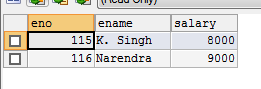 (Read Only)
eno ename salary
115 K. Singh 8000
116 Narendra 9000